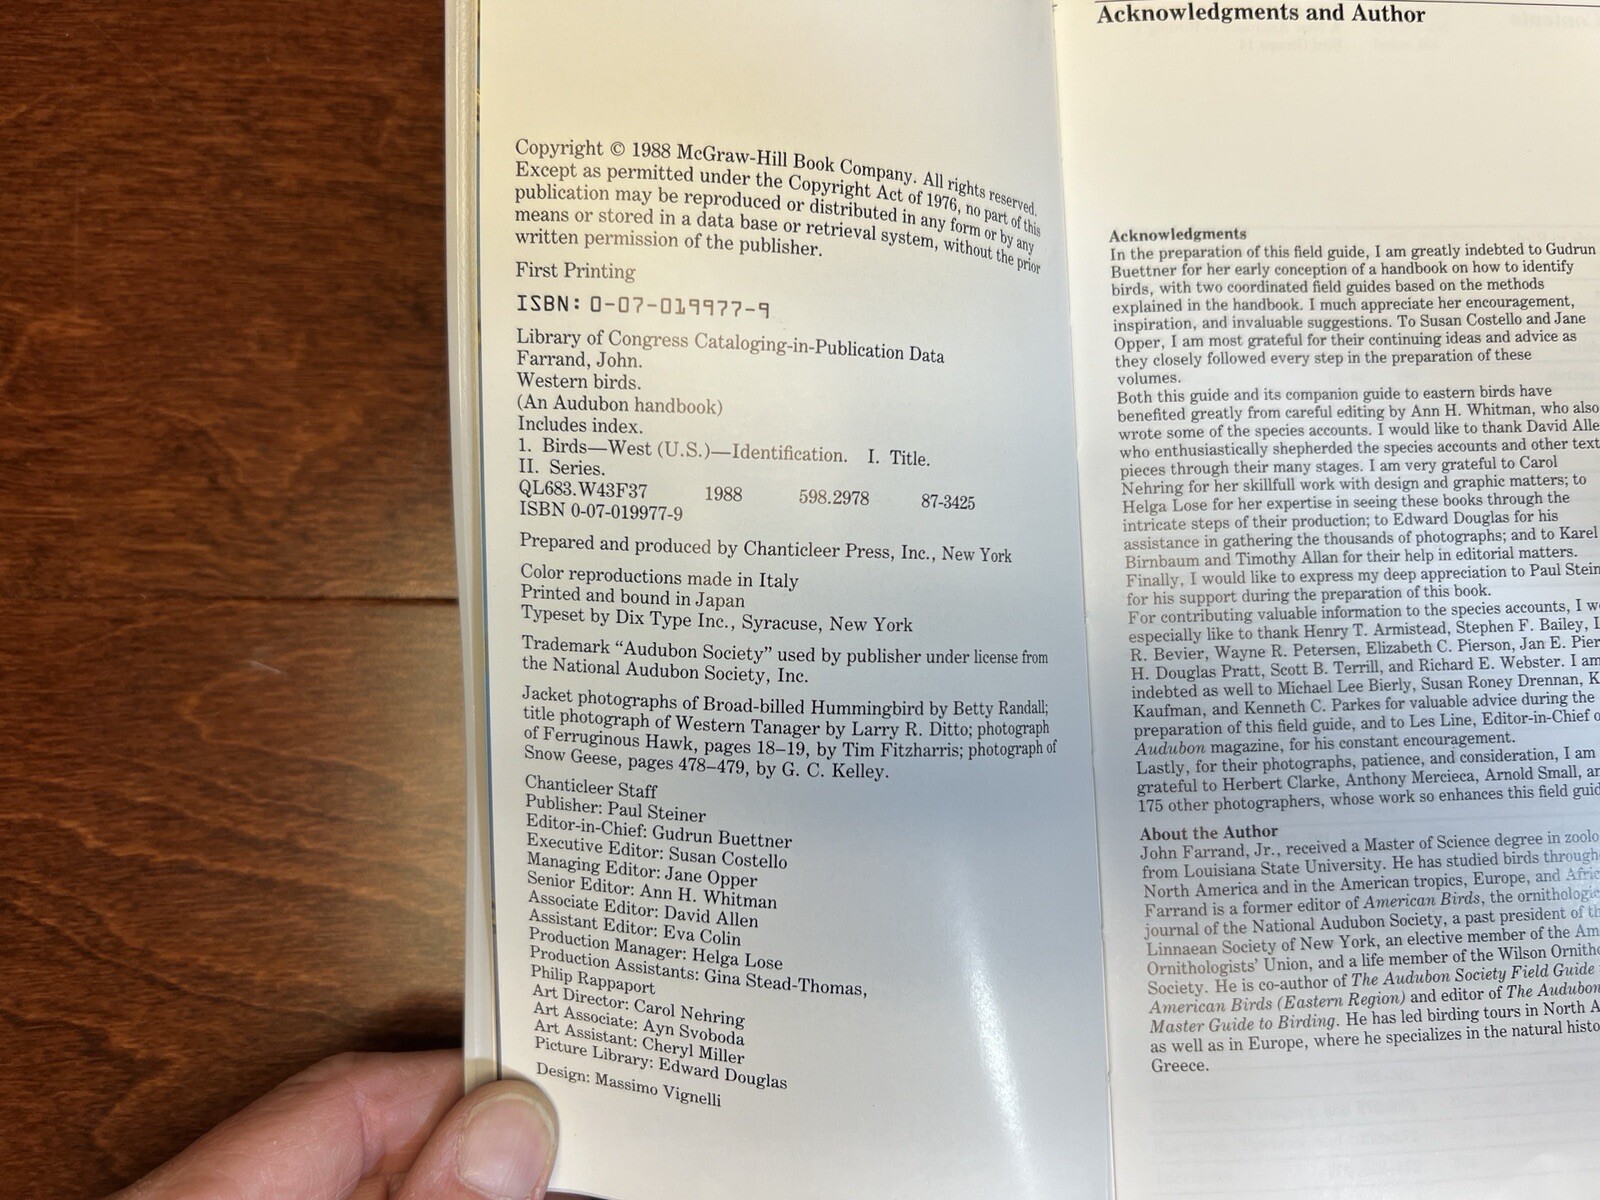 Copyright © 1988 McGraw-Hill Book Company. All rights reserved.
Except as permitted under the Copyright Act of 1976, no part of this
publication may be reproduced or distributed in any form or by any
means or stored in a data base or retrieval system, without the prior
written permission of the publisher.
First Printing
ISBN: 0-07-019977-9
Library of Congress Cataloging-in-Publication Data
Farrand, John.
Western birds.
(An Audubon handbook)
Includes index.
1. Birds—West (U.S.)—Identification. I. Title.
II. Series.
QL683.W43F37 1988 598.2978 87-3425
ISBN 0-07-019977-9
Prepared and produced by Chanticleer Press, Inc., New York
Color reproductions made in Italy
Printed and bound in Japan
Typeset by Dix Type Inc., Syracuse, New York
Trademark “Audubon Society” used by publisher under license from
the National Audubon Society, Inc.
Jacket photographs of Broad-billed Hummingbird by Betty Randall;
title photograph of Western Tanager by Larry R. Ditto; photograph
of Ferruginous Hawk, pages 18–19, by Tim Fitzharris; photograph of
Snow Geese, pages 478–479, by G. C. Kelley.
Chanticleer Staff
Publisher: Paul Steiner
Editor-in-Chief: Gudrun Buettner
Executive Editor: Susan Costello
Managing Editor: Jane Opper
Senior Editor: Ann H. Whitman
Associate Editor: David Allen
Assistant Editor: Eva Colin
Production Manager: Helga Lose
Production Assistants: Gina Stead-Thomas,
Philip Rappaport
Art Director: Carol Nehring
Art Associate: Ayn Svoboda
Art Assistant: Cheryl Miller
Picture Library: Edward Douglas
Design: Massimo Vignelli
Acknowledgments and Author
Acknowledgments
In the preparation of this field guide, I am greatly indebted to Gudrun
Buettner for her early conception of a handbook on how to identify
birds, with two coordinated field guides based on the methods
explained in the handbook. I much appreciate her encouragement,
inspiration, and invaluable suggestions. To Susan Costello and Jane
Opper, I am most grateful for their continuing ideas and advice as
they closely followed every step in the preparation of these
volumes.
Both this guide and its companion guide to eastern birds have
benefited greatly from careful editing by Ann H. Whitman, who also
wrote some of the species accounts. I would like to thank David Alle
who enthusiastically shepherded the species accounts and other text
pieces through their many stages. I am very grateful to Carol
Nehring for her skillfull work with design and graphic matters; to
Helga Lose for her expertise in seeing these books through the
intricate steps of their production; to Edward Douglas for his
assistance in gathering the thousands of photographs; and to Karel
Birnbaum and Timothy Allan for their help in editorial matters.
Finally, I would like to express my deep appreciation to Paul Stein
for his support during the preparation of this book.
For contributing valuable information to the species accounts, I w
especially like to thank Henry T. Armistead, Stephen F. Bailey,
R. Bevier, Wayne R. Petersen, Elizabeth C. Pierson, Jan E. Pier
H. Douglas Pratt, Scott B. Terrill, and Richard E. Webster. I am
indebted as well to Michael Lee Bierly, Susan Roney Drennan, K
Kaufman, and Kenneth C. Parkes for valuable advice during the
preparation of this field guide, and to Les Line, Editor-in-Chief o
Audubon magazine, for his constant encouragement.
Lastly, for their photographs, patience, and consideration, I am
grateful to Herbert Clarke, Anthony Mercieca, Arnold Small, an
175 other photographers, whose work so enhances this field guid
About the Author
John Farrand, Jr., received a Master of Science degree in zoolo
from Louisiana State University. He has studied birds through
North America and in the American tropics, Europe, and Afric
Farrand is a former editor of American Birds, the ornithologic
journal of the National Audubon Society, a past president of th
Linnaean Society of New York, an elective member of the Am
Ornithologists’ Union, and a life member of the Wilson Ornitho
Society. He is co-author of The Audubon Society Field Guide
American Birds (Eastern Region) and editor of The Audubon
Master Guide to Birding. He has led birding tours in North A
as well as in Europe, where he specializes in the natural histo
Greece.